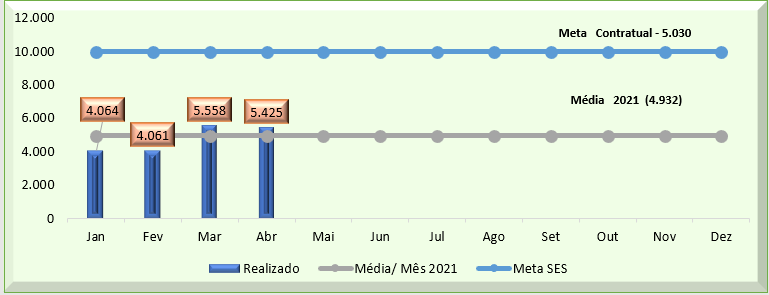 12.000
Meta Contratual - 5.030
10.000
8.000
Média 2021 (4.932)
6.000
4.064
4.061
5.558
5.425
4.000
2.000
0
Jan Fev Mar Abr Mai Jun Jul Ago Set Out Nov Dez
Realizado Média/ Mês 2021 Meta SES